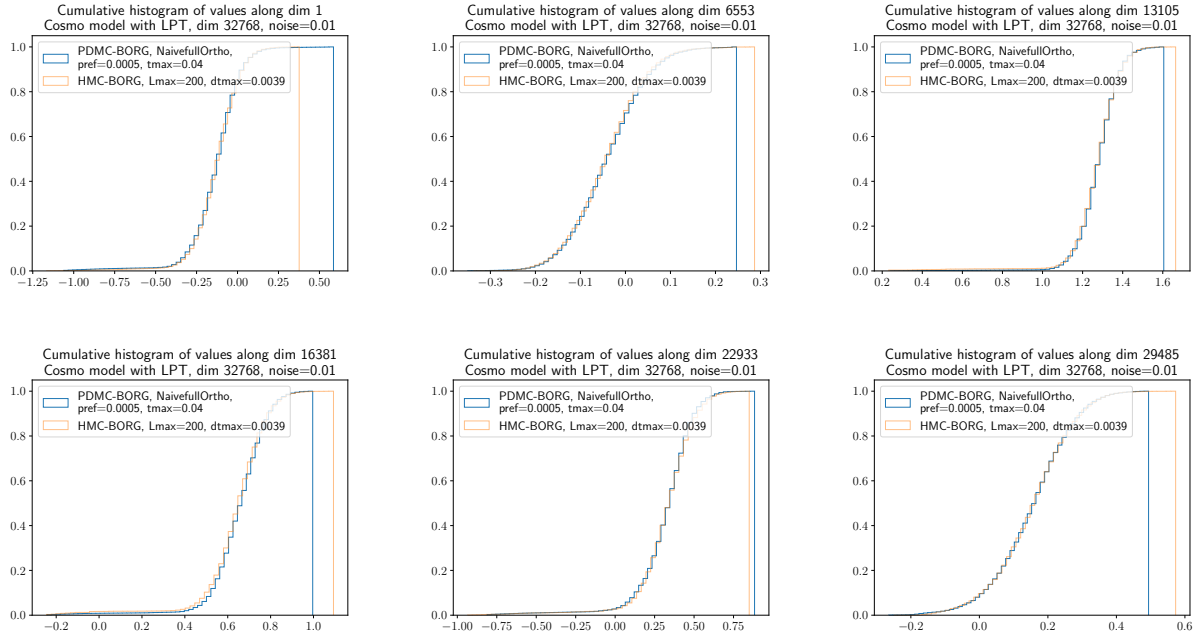 Cumulative histogram of values along dim 1
Cosmo model with LPT, dim 32768, noise=0.01
1.0
0.8
0.6
0.4
0.2
0.0
PDMC-BORG, NaivefullOrtho,
pref=0.0005, tmax=0.04
HMC-BORG, Lmax=200, dtmax=0.0039
−1.25 −1.00 −0.75 −0.50 −0.25 0.00 0.25 0.50
Cumulative histogram of values along dim 6553
Cosmo model with LPT, dim 32768, noise=0.01
1.0
0.8
0.6
0.4
0.2
0.0
PDMC-BORG, NaivefullOrtho,
pref=0.0005, tmax=0.04
HMC-BORG, Lmax=200, dtmax=0.0039
−0.3 −0.2 −0.1 0.0 0.1 0.2 0.3
Cumulative histogram of values along dim 13105
Cosmo model with LPT, dim 32768, noise=0.01
1.0
0.8
0.6
0.4
0.2
0.0
PDMC-BORG, NaivefullOrtho,
pref=0.0005, tmax=0.04
HMC-BORG, Lmax=200, dtmax=0.0039
0.2 0.4 0.6 0.8 1.0 1.2 1.4 1.6
Cumulative histogram of values along dim 16381
Cosmo model with LPT, dim 32768, noise=0.01
1.0
0.8
0.6
0.4
0.2
0.0
PDMC-BORG, NaivefullOrtho,
pref=0.0005, tmax=0.04
HMC-BORG, Lmax=200, dtmax=0.0039
−0.2 0.0 0.2 0.4 0.6 0.8 1.0
Cumulative histogram of values along dim 22933
Cosmo model with LPT, dim 32768, noise=0.01
1.0
0.8
0.6
0.4
0.2
0.0
PDMC-BORG, NaivefullOrtho,
pref=0.0005, tmax=0.04
HMC-BORG, Lmax=200, dtmax=0.0039
−1.00 −0.75 −0.50 −0.25 0.00 0.25 0.50 0.75
Cumulative histogram of values along dim 29485
Cosmo model with LPT, dim 32768, noise=0.01
1.0
0.8
0.6
0.4
0.2
0.0
PDMC-BORG, NaivefullOrtho,
pref=0.0005, tmax=0.04
HMC-BORG, Lmax=200, dtmax=0.0039
−0.2 0.0 0.2 0.4 0.6